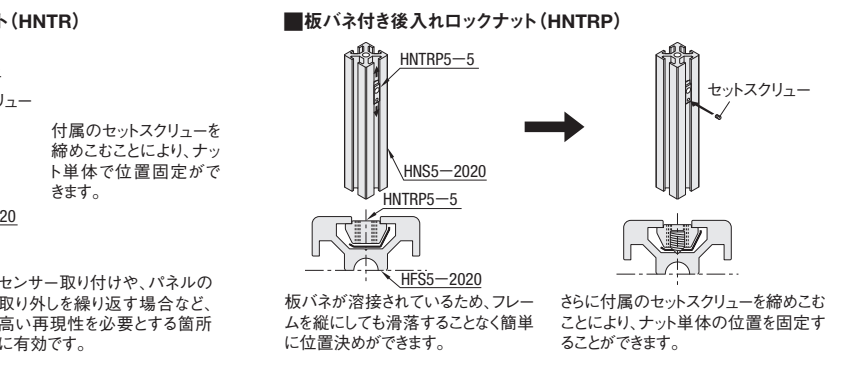 ト(HNTR)
リュー
付属のセットスクリューを
締めこむことにより、ナッ
ト単体で位置固定がで
きます。
20
センサー取り付けや、パネルの
取り外しを繰り返す場合など、
高い再現性を必要とする箇所
に有効です。
■板バネ付き後入れロックナット(HNTRP)
HNTRP5-5
HNS5-2020
HNTRP5-5
HFS5-2020
板バネが溶接されているため、フレー
ムを縦にしても滑落することなく簡単
に位置決めができます。
セットスクリュー
さらに付属のセットスクリューを締めこむ
ことにより、ナット単体の位置を固定す
ることができます。